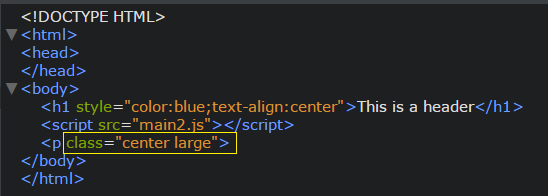 <!DOCTYPE HTML>
<html>
<head>
</head>
<body>
<h1 style="color:blue;text-align:center">This is a header</h1>
<script src="main2.js"></script>
<p class="center large">
</body>
</html>